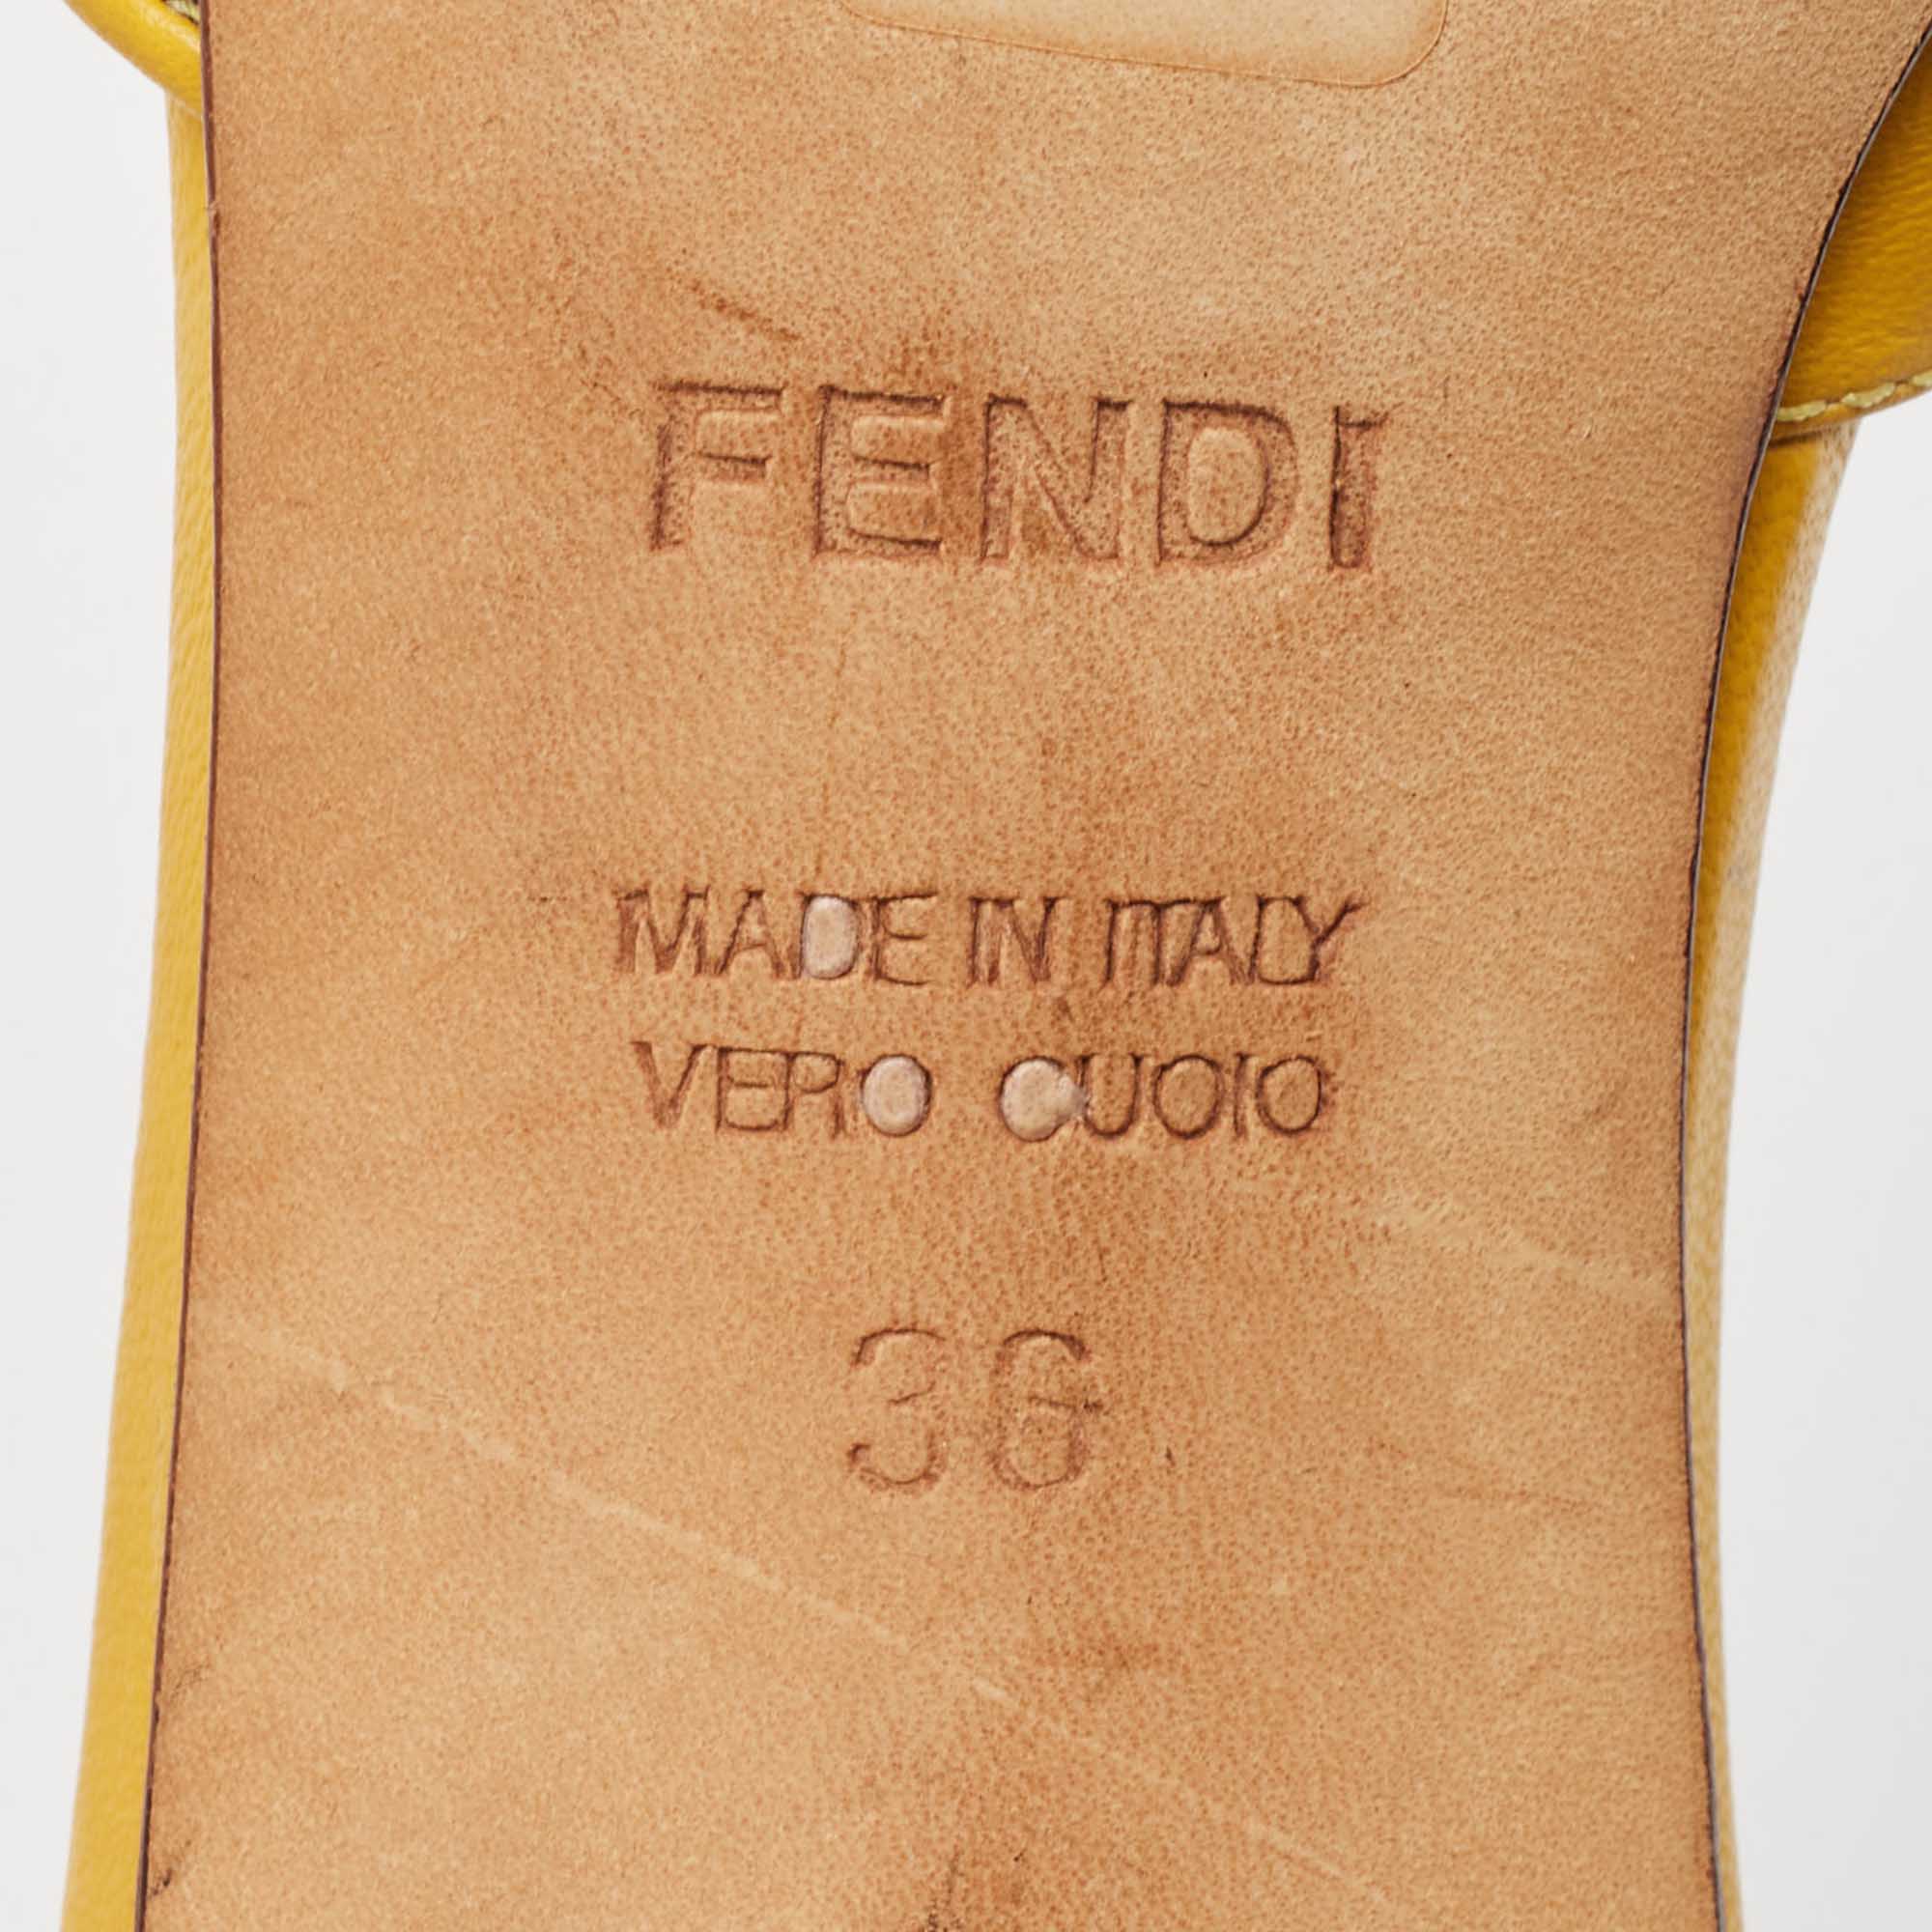 FENDI
MADE IN ITALY
VERO CUOIO
36